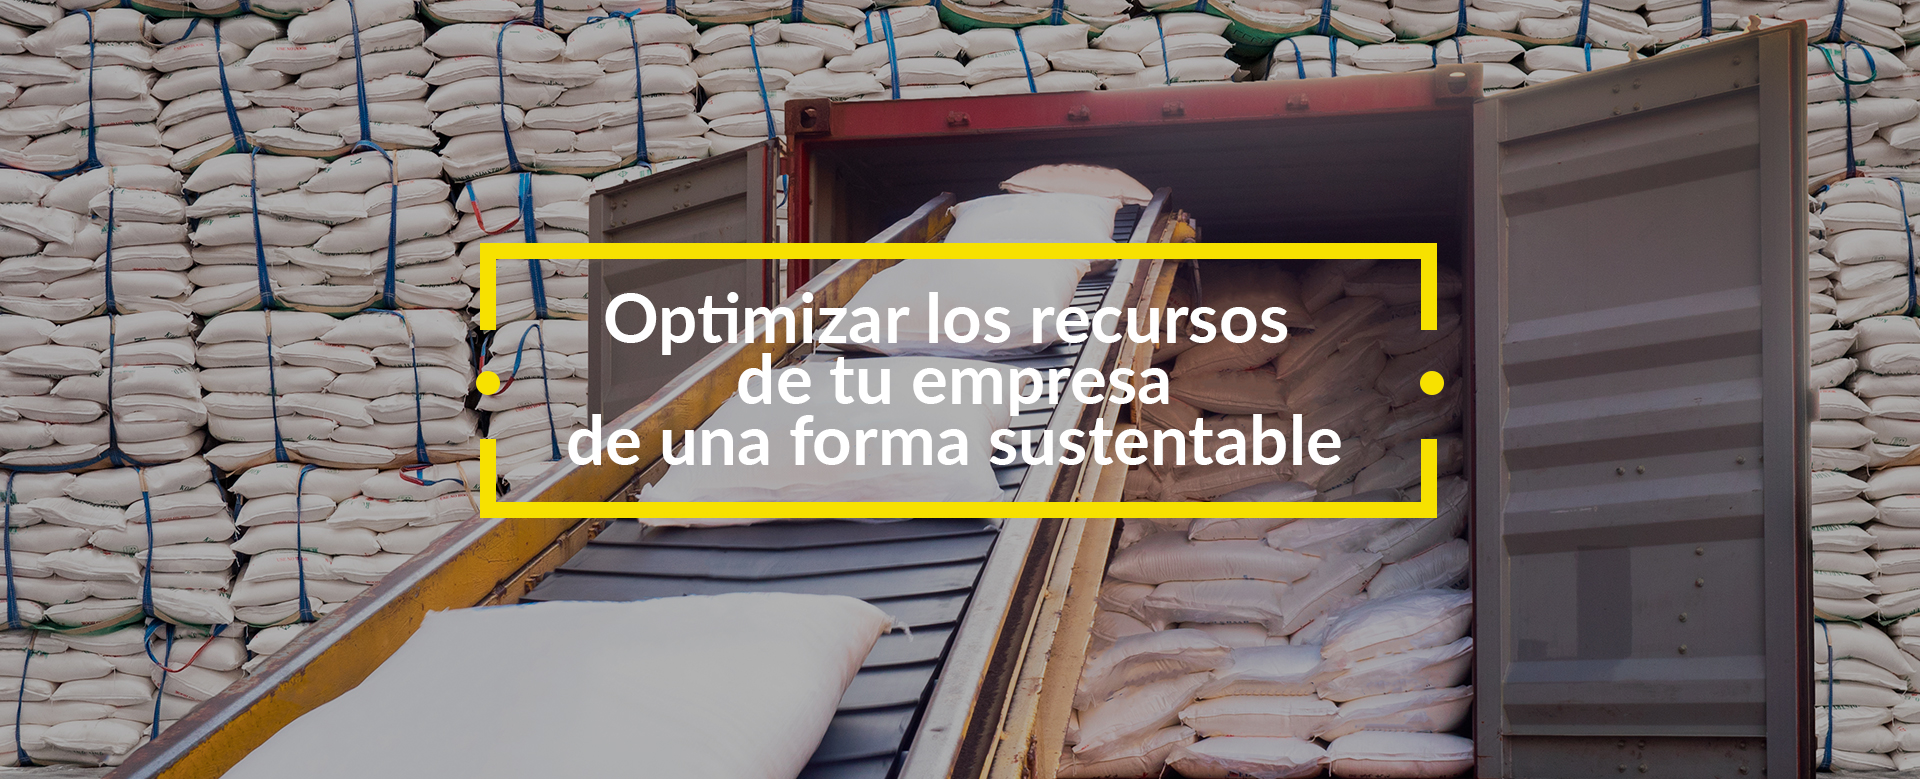 Optimizar los recursos
de tu empresa
de una forma sustentable